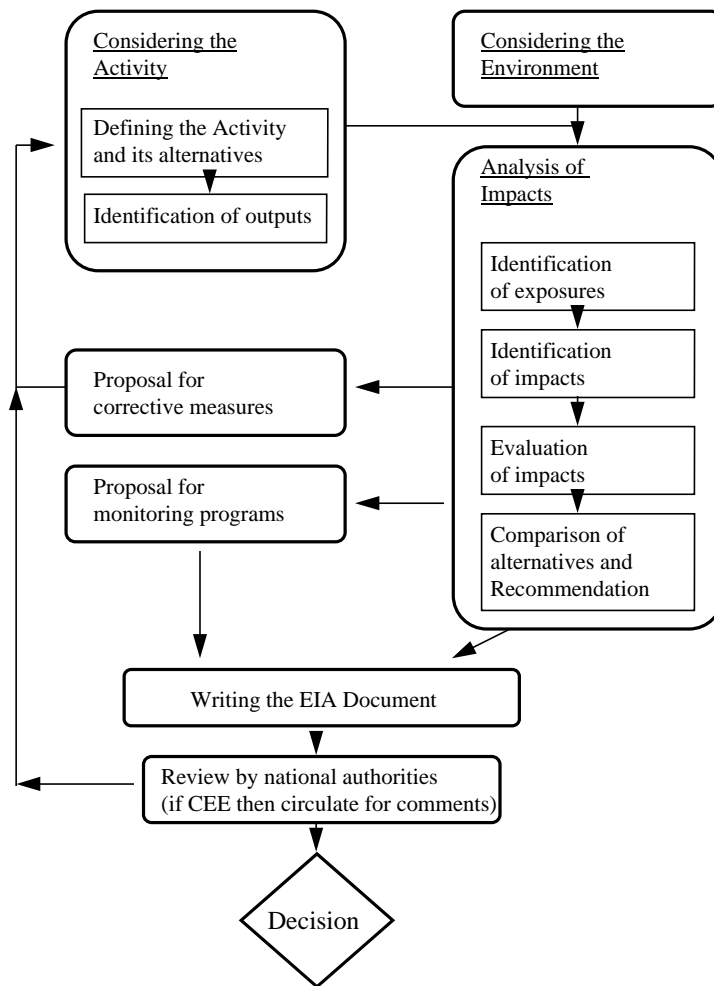 Considering the
Activity
Defining the Activity
and its alternatives
Identification of outputs
Considering the
Environment
Analysis of
Impacts
Identification
of exposures
Identification
of impacts
Evaluation
of impacts
Comparison of
alternatives and
Recommendation
Proposal for
corrective measures
Proposal for
monitoring programs
Writing the EIA Document
Review by national authorities
(if CEE then circulate for comments)
Decision